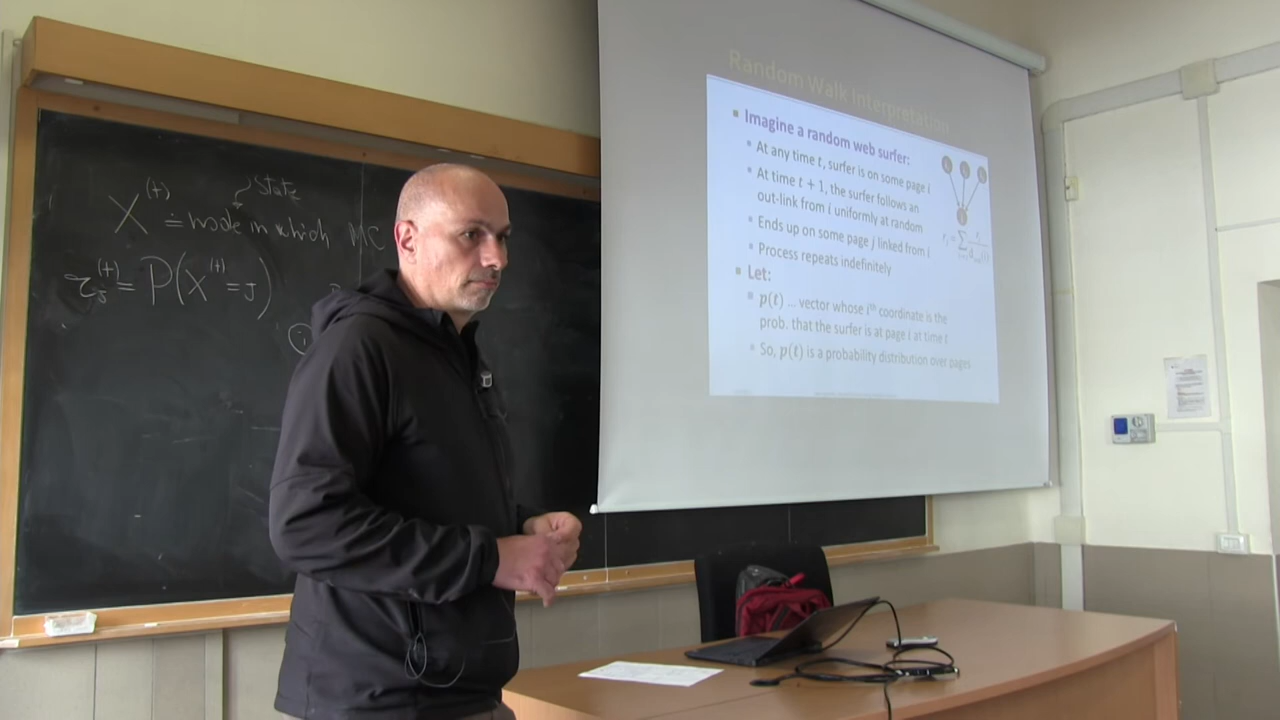 X^(t) ≐ node in which MC
state
π_j^(t) = P(X^(t) = J)
Random Walk Interpretation
Imagine a random web surfer:
At any time t, surfer is on some page i
At time t + 1, the surfer follows an
out-link from i uniformly at random
Ends up on some page j linked from i
Process repeats indefinitely
Let:
p(t) ... vector whose ith coordinate is the
prob. that the surfer is at page i at time t
So, p(t) is a probability distribution over pages